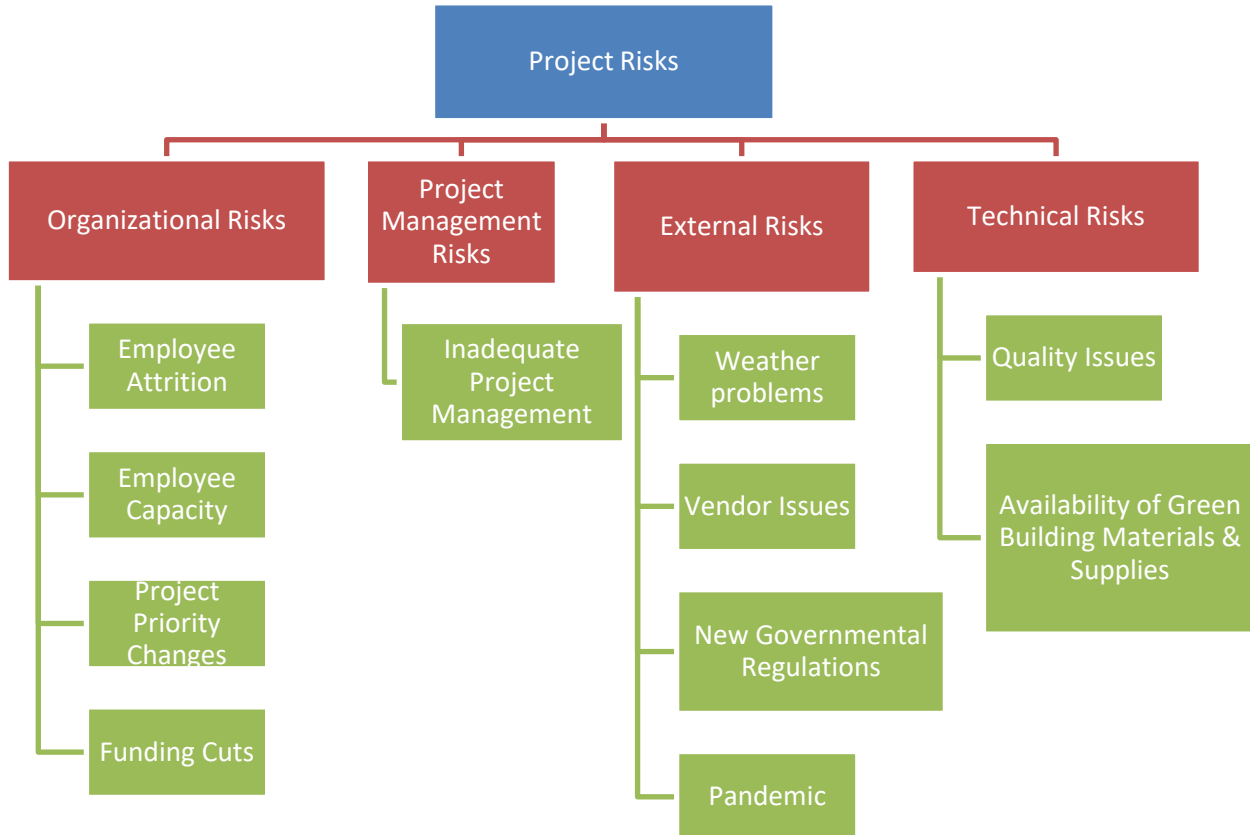 Project Risks
Organizational Risks
Project
Management
Risks
External Risks
Technical Risks
Employee
Attrition
Employee
Capacity
Project
Priority
Changes
Funding Cuts
Inadequate
Project
Management
Weather
problems
Vendor Issues
New Governmental
Regulations
Pandemic
Quality Issues
Availability of Green
Building Materials &
Supplies